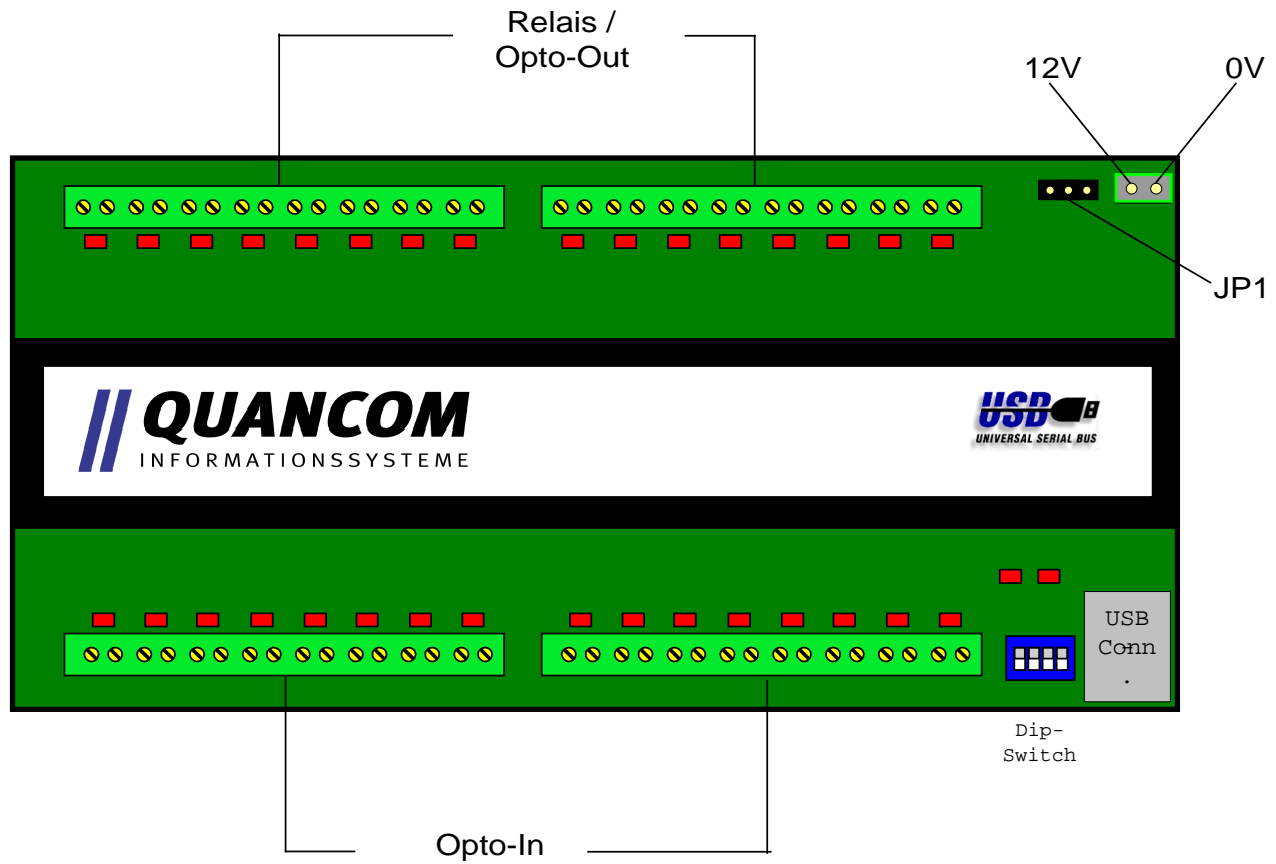 Relais /
Opto-Out
12V
0V
JP1
QUANCOM
INFORMATIONSSYSTEME
USB
UNIVERSAL SERIAL BUS
USB
Conn
.
Dip-
Switch
Opto-In